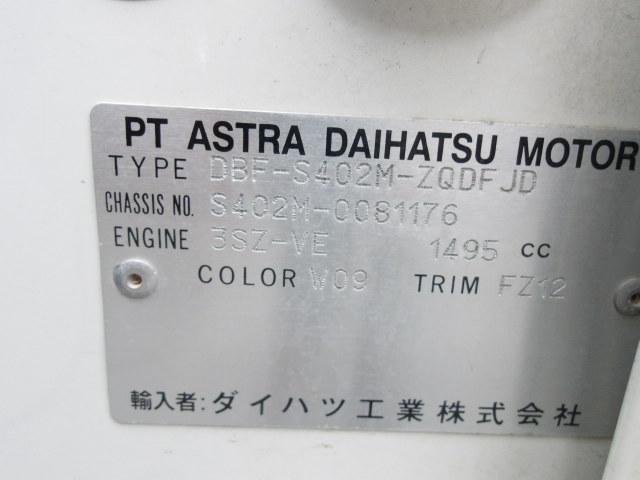 PT ASTRA DAIHATSU MOTOR
TYPE DBF-S402M-ZQDFJD
CHASSIS NO. S402M-0081176
ENGINE 3SZ-VE 1495 CC
COLOR W09 TRIM FZ12
輸入者:ダイハツ工業株式会社